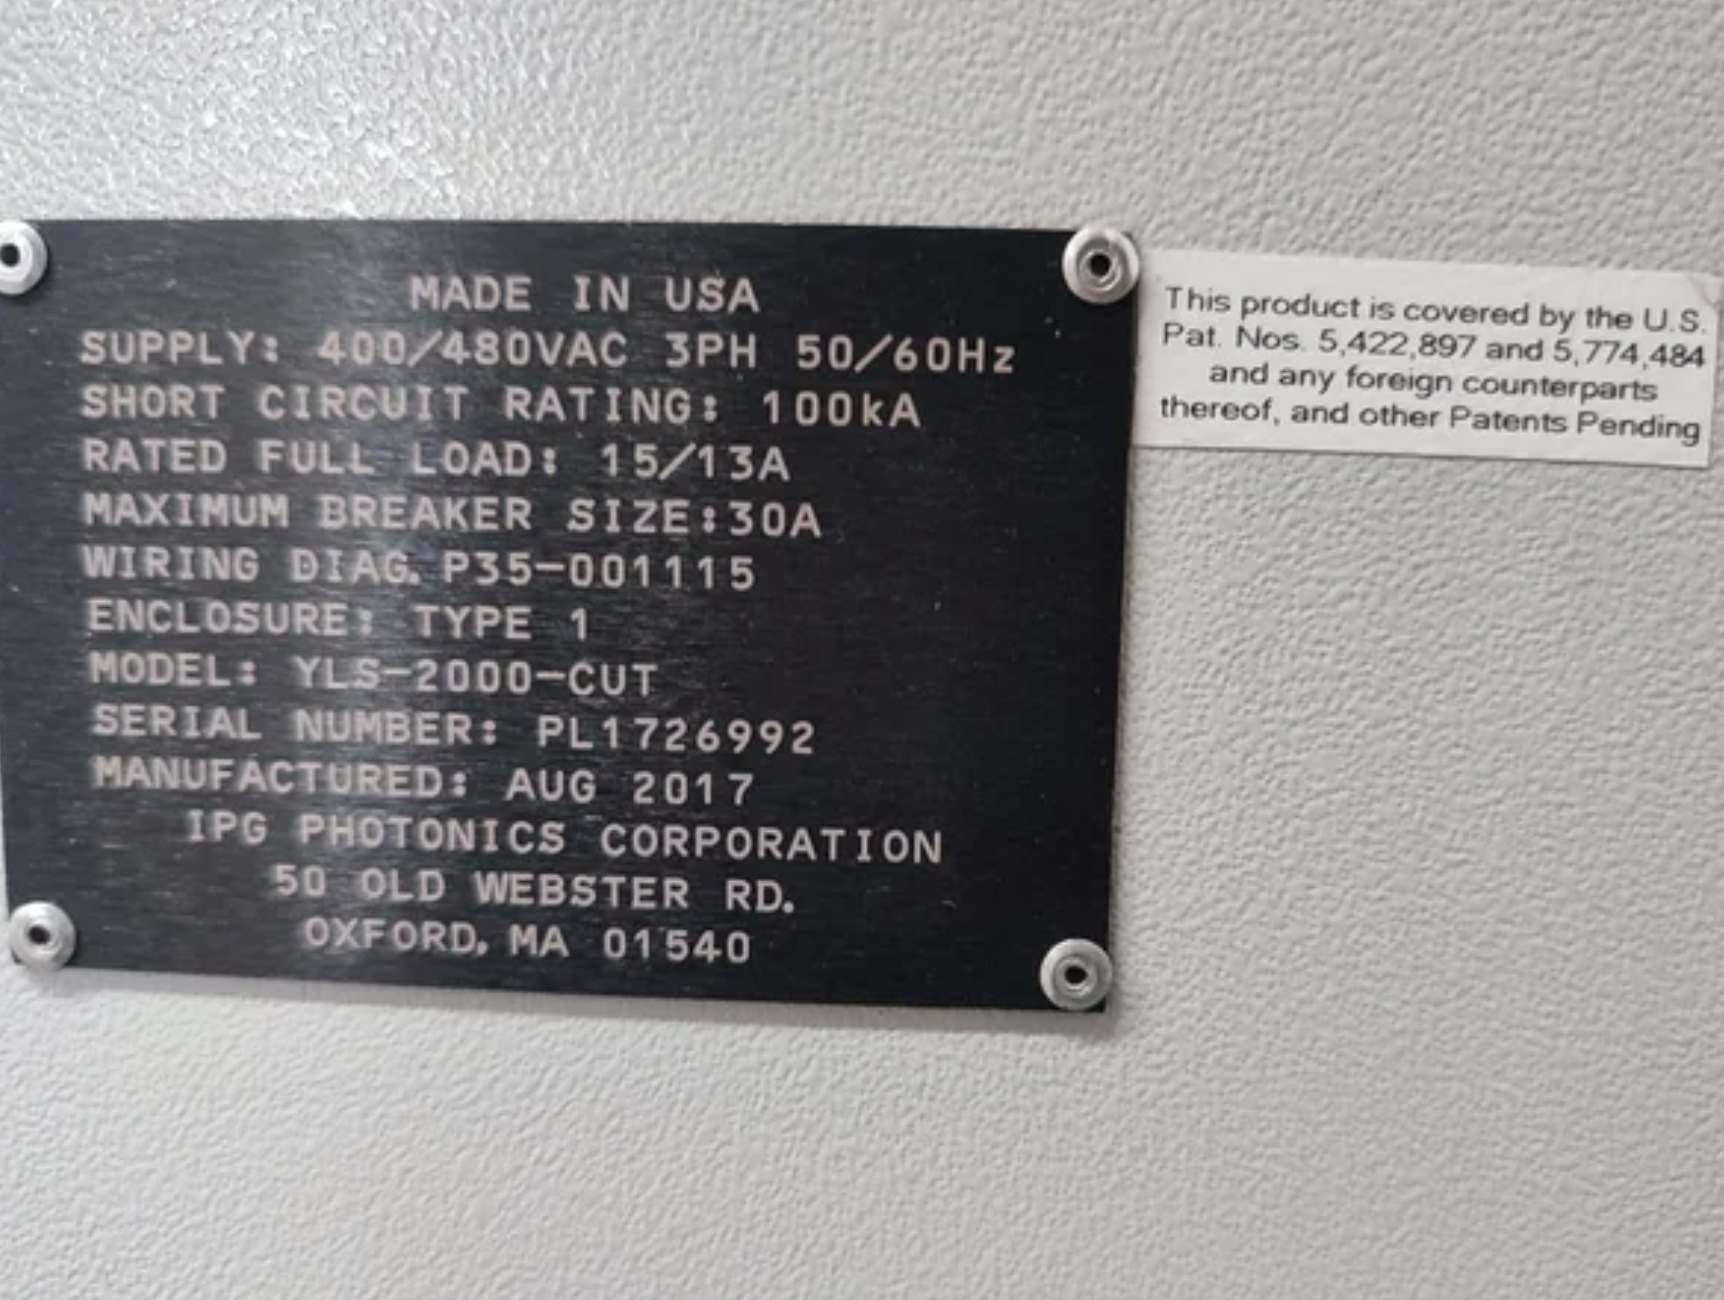 MADE IN USA
SUPPLY: 400/480VAC 3PH 50/60Hz
SHORT CIRCUIT RATING: 100kA
RATED FULL LOAD: 15/13A
MAXIMUM BREAKER SIZE:30A
WIRING DIAG. P35-001115
ENCLOSURE: TYPE 1
MODEL: YLS-2000-CUT
SERIAL NUMBER: PL1726992
MANUFACTURED: AUG 2017
IPG PHOTONICS CORPORATION
50 OLD WEBSTER RD.
OXFORD, MA 01540
This product is covered by the U.S.
Pat. Nos. 5,422,897 and 5,774,484
and any foreign counterparts
thereof, and other Patents Pending